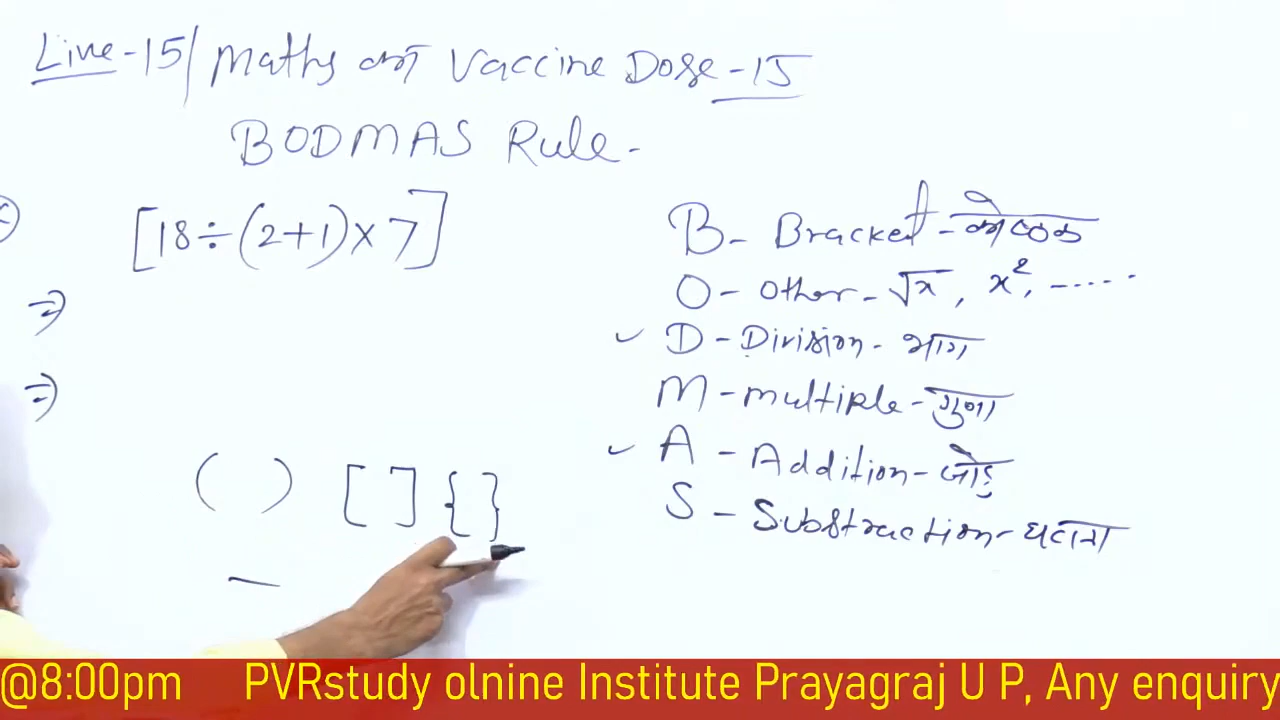 Live-15/ Maths का Vaccine Dose-15
BODMAS Rule-
[18÷(2+1)×7]
⇒
⇒
( ) [ ] { }
—
B- Bracket-कोष्ठक
O- Other-√x, x², -....
✓ D-Division- भाग
M-multiple-गुणा
✓ A - Addition-जोड़
S - Substraction-घटाना
@8:00pm PVRstudy olnine Institute Prayagraj U P, Any enquiry